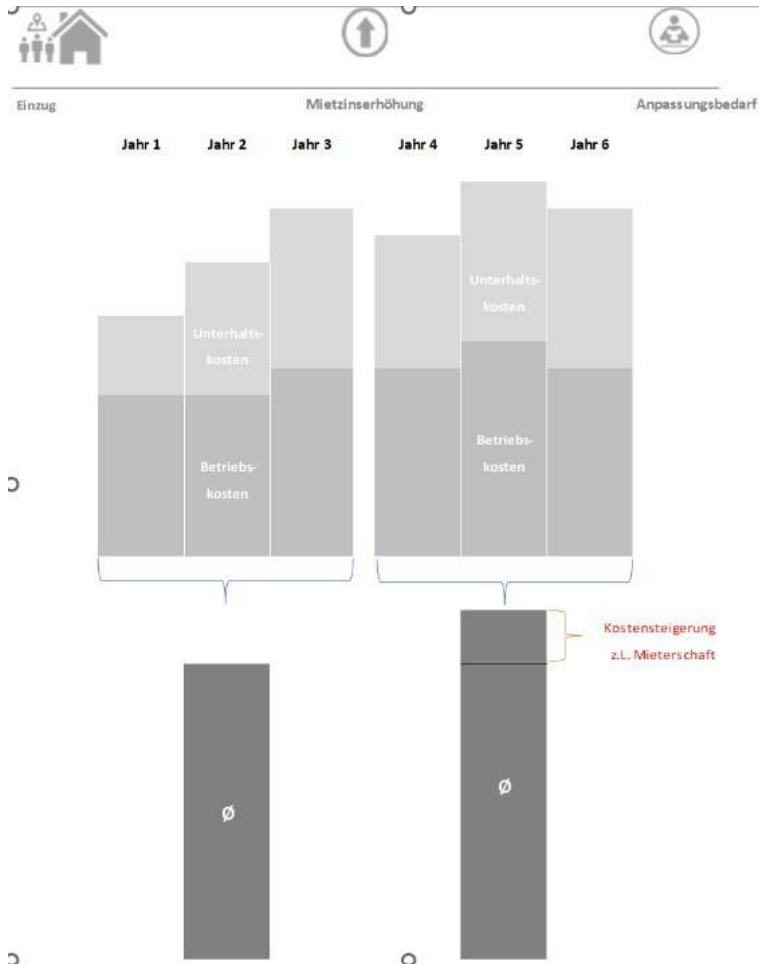 Einzug
Mietzinserhöhung
Anpassungsbedarf
Jahr 1
Jahr 2
Jahr 3
Jahr 4
Jahr 5
Jahr 6
Unterhalts-
kosten
Betriebs-
kosten
Unterhalts-
kosten
Betriebs-
kosten
Kostensteigerung
z.L. Mieterschaft
Ø
Ø